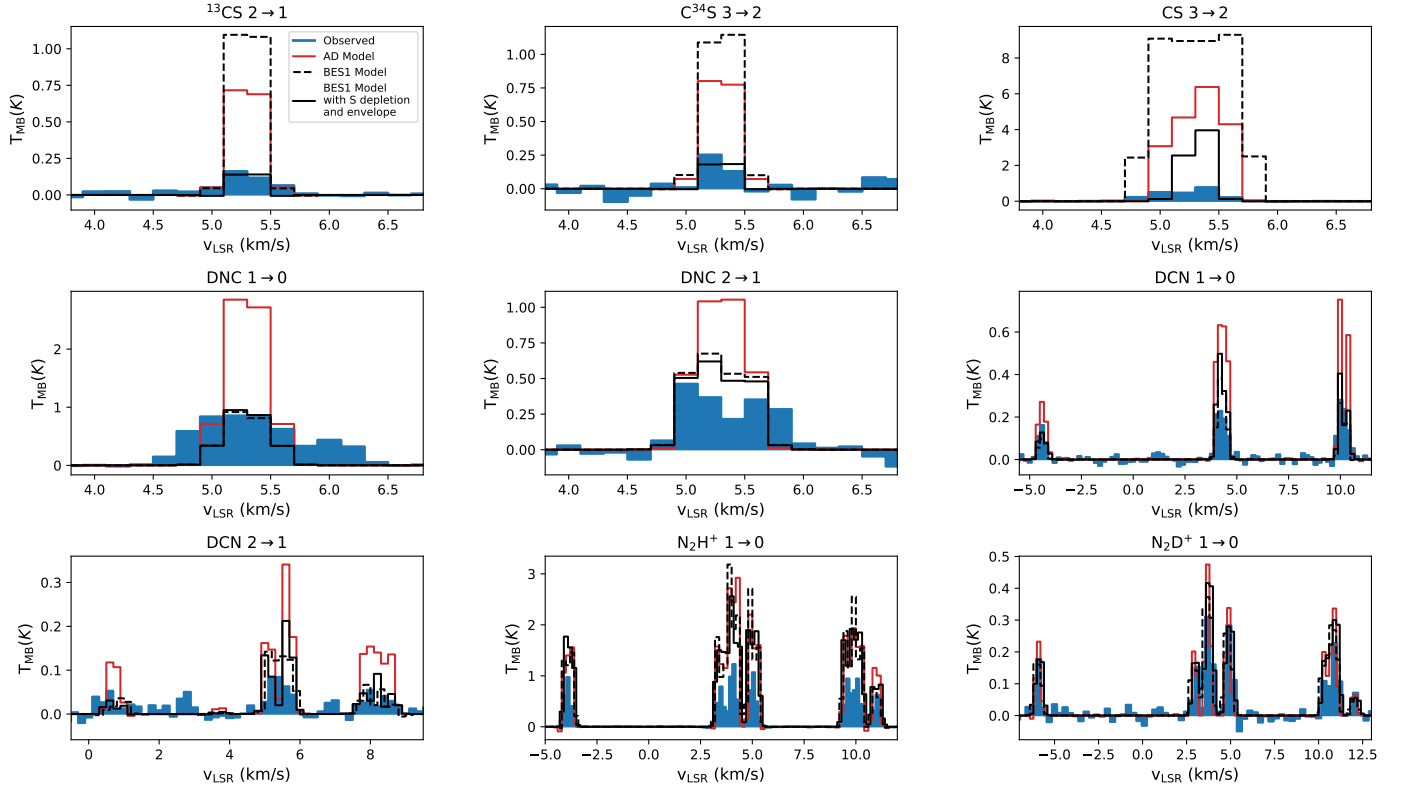 ¹³CS 2→1
T_MB(K)
1.00
0.75
0.50
0.25
0.00
4.0 4.5 5.0 5.5 6.0 6.5
v_LSR (km/s)
Observed
AD Model
BES1 Model
BES1 Model
with S depletion
and envelope
C³⁴S 3→2
T_MB(K)
1.00
0.75
0.50
0.25
0.00
4.0 4.5 5.0 5.5 6.0 6.5
v_LSR (km/s)
CS 3→2
T_MB(K)
8
6
4
2
0
4.0 4.5 5.0 5.5 6.0 6.5
v_LSR (km/s)
DNC 1→0
T_MB(K)
2
1
0
4.0 4.5 5.0 5.5 6.0 6.5
v_LSR (km/s)
DNC 2→1
T_MB(K)
1.00
0.75
0.50
0.25
0.00
4.0 4.5 5.0 5.5 6.0 6.5
v_LSR (km/s)
DCN 1→0
T_MB(K)
0.6
0.4
0.2
0.0
−5.0 −2.5 0.0 2.5 5.0 7.5 10.0
v_LSR (km/s)
DCN 2→1
T_MB(K)
0.3
0.2
0.1
0.0
0 2 4 6 8
v_LSR (km/s)
N₂H⁺ 1→0
T_MB(K)
3
2
1
0
−5.0 −2.5 0.0 2.5 5.0 7.5 10.0
v_LSR (km/s)
N₂D⁺ 1→0
T_MB(K)
0.5
0.4
0.3
0.2
0.1
0.0
−5.0 −2.5 0.0 2.5 5.0 7.5 10.0 12.5
v_LSR (km/s)